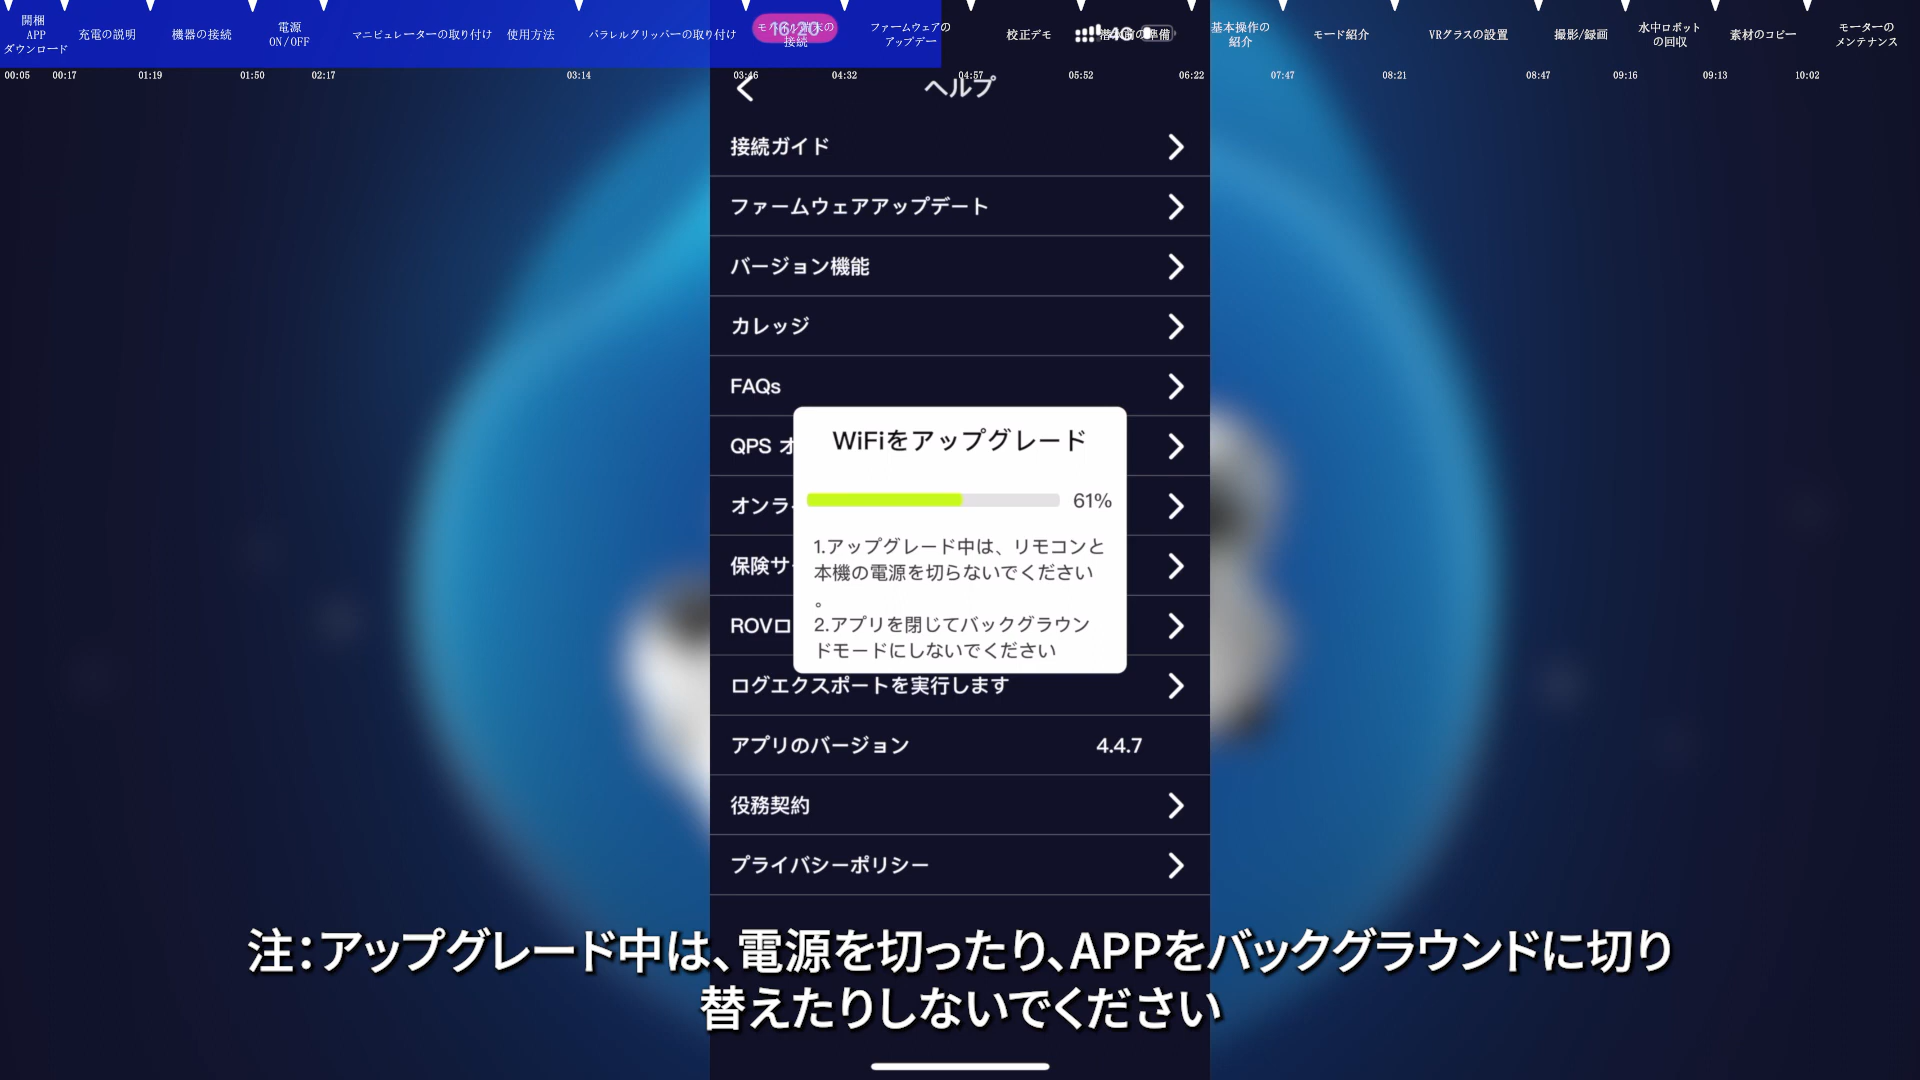 開梱
APP
ダウンロード
充電の説明
機器の接続
電源
ON/OFF
マニピュレーターの取り付け
使用方法
パラレルグリッパーの取り付け
16:20
接続
ファームウェアの
アップデー
校正デモ
4G
基本操作の
紹介
モード紹介
VRグラスの設置
撮影/録画
水中ロボット
の回収
素材のコピー
モーターの
メンテナンス
00:05 00:17 01:19 01:50 02:17 03:14 03:46 04:32 04:57 05:52 06:22 07:47 08:21 08:47 09:16 09:13 10:02
ヘルプ
接続ガイド
ファームウェアアップデート
バージョン機能
カレッジ
FAQs
QPS オ
オンラ
保険サ
ROVロ
WiFiをアップグレード
61%
1.アップグレード中は、リモコンと
本機の電源を切らないでください
。
2.アプリを閉じてバックグラウン
ドモードにしないでください
ログエクスポートを実行します
アプリのバージョン 4.4.7
役務契約
プライバシーポリシー
注：アップグレード中は、電源を切ったり、APPをバックグラウンドに切り
替えたりしないでください